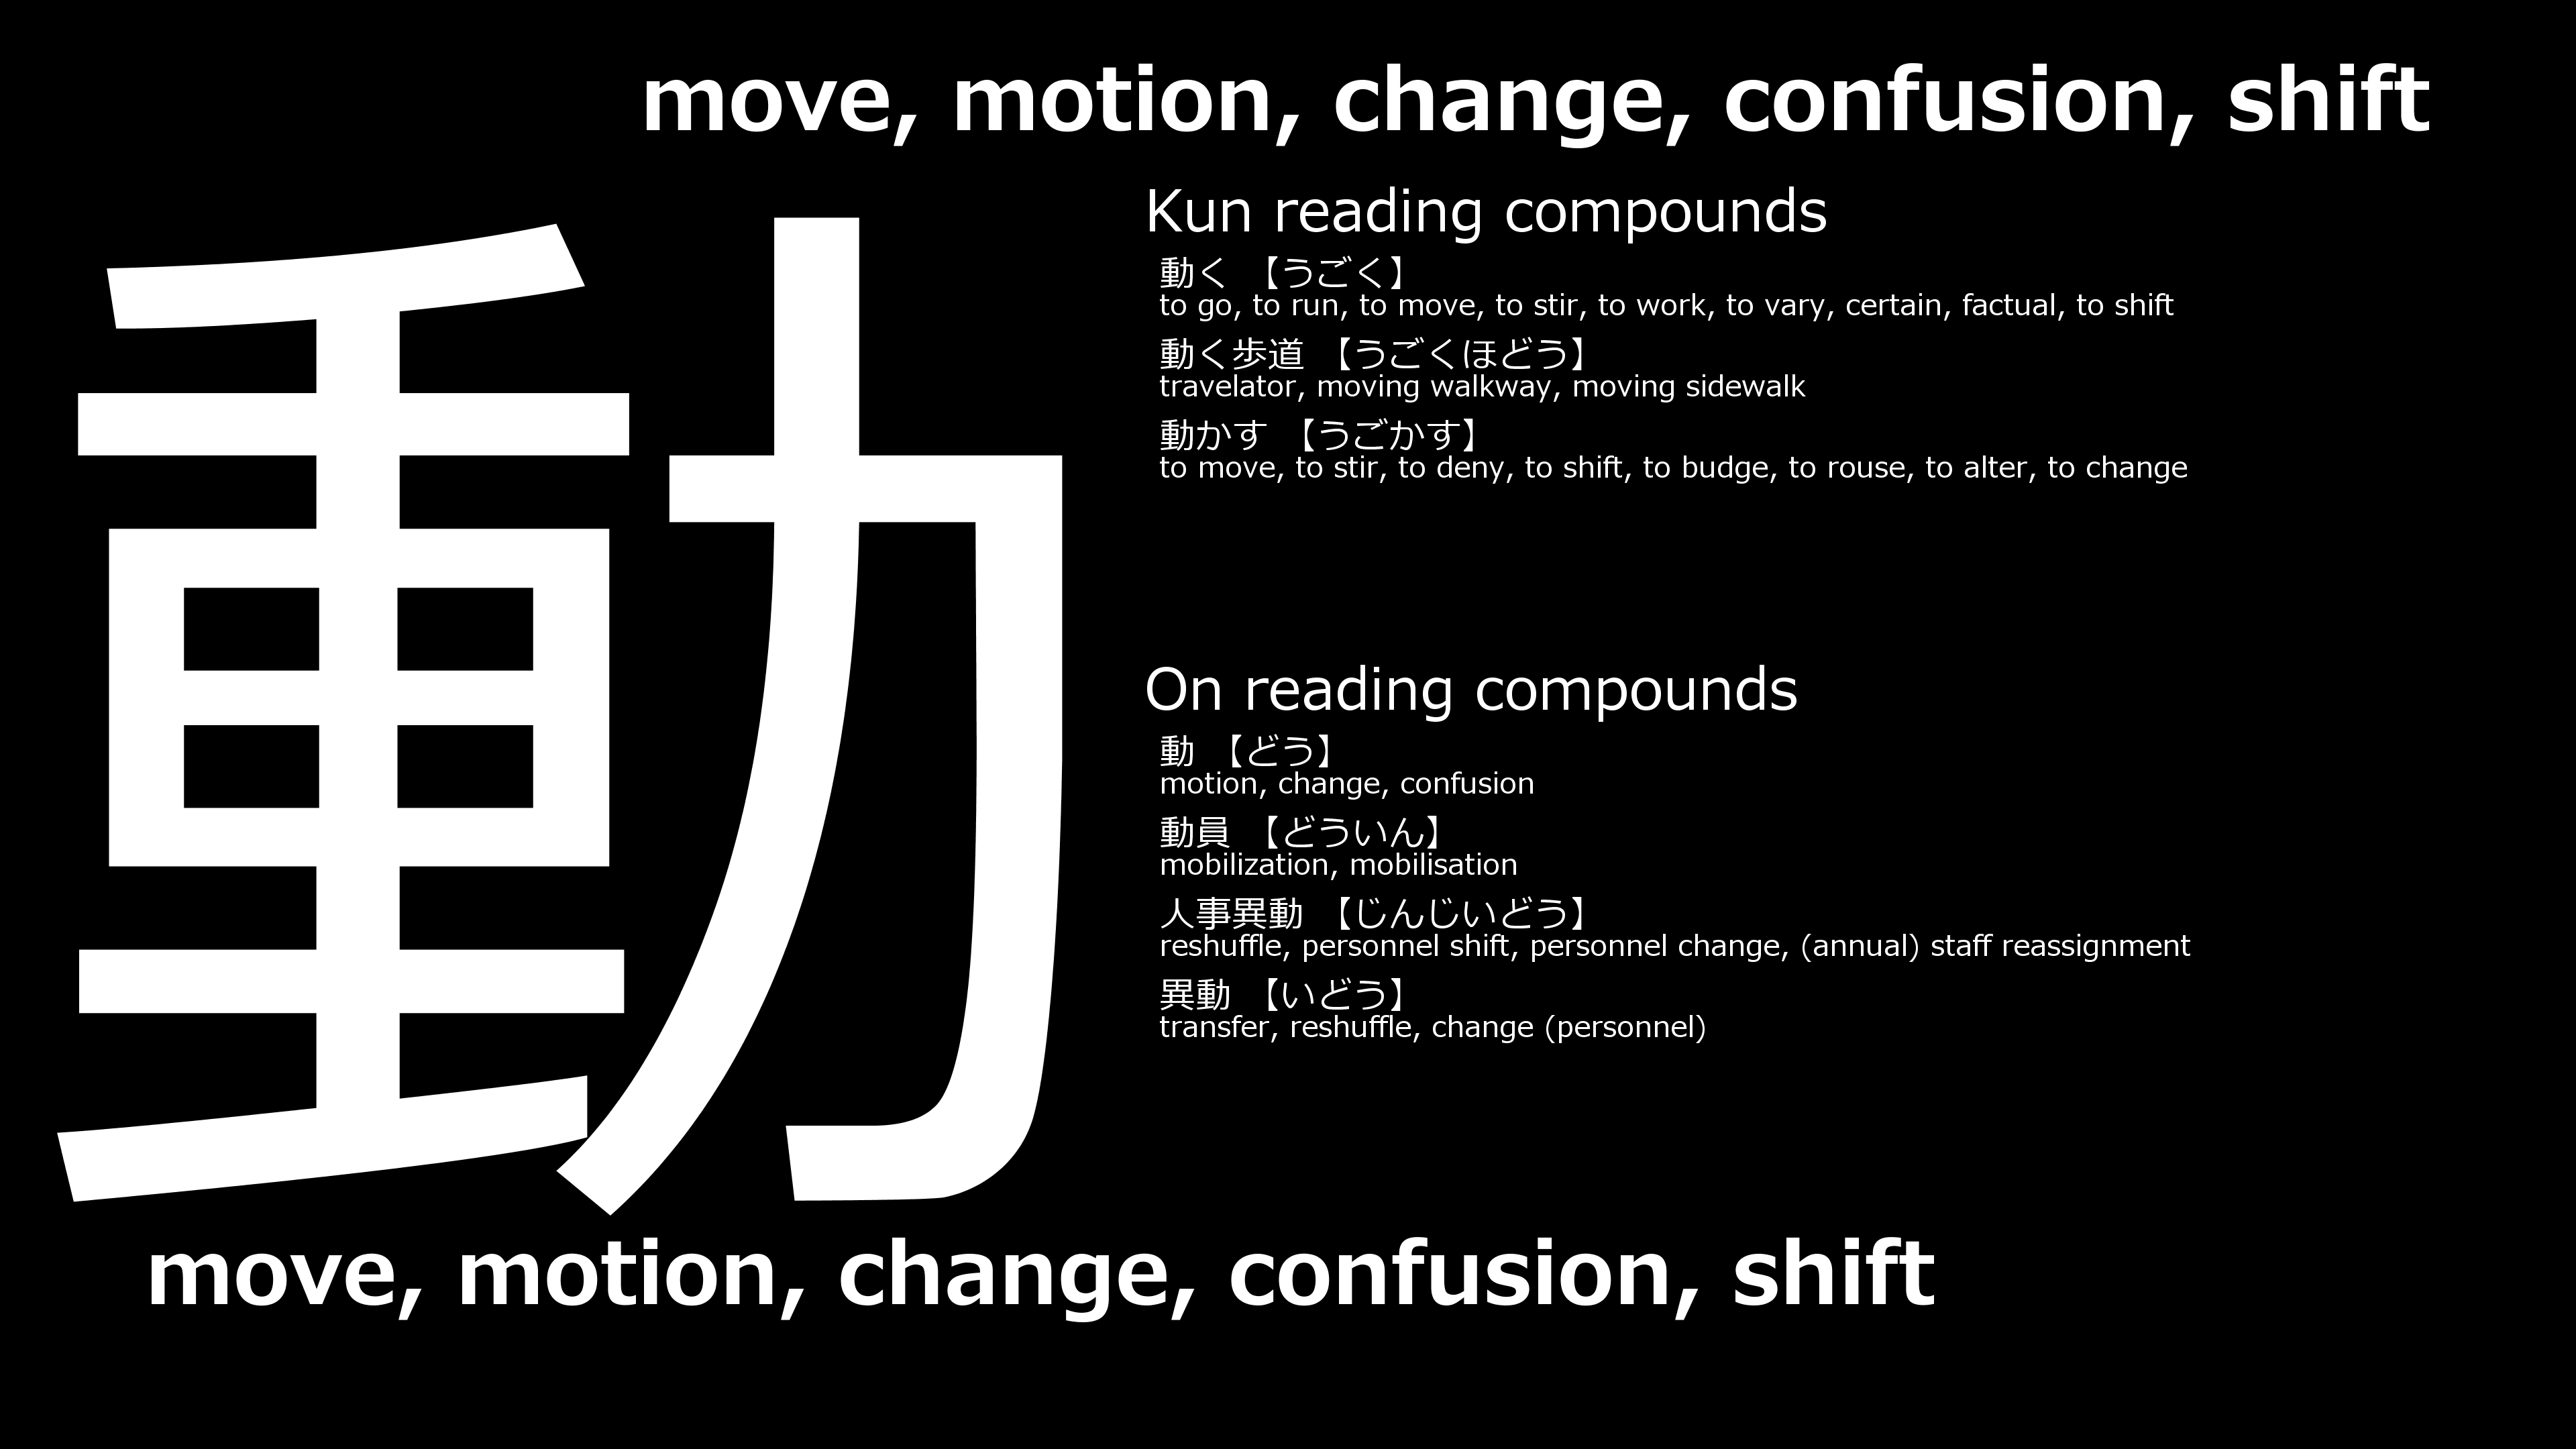 move, motion, change, confusion, shift
動
Kun reading compounds
動く 【うごく】
to go, to run, to move, to stir, to work, to vary, certain, factual, to shift
動く歩道 【うごくほどう】
travelator, moving walkway, moving sidewalk
動かす 【うごかす】
to move, to stir, to deny, to shift, to budge, to rouse, to alter, to change
On reading compounds
動 【どう】
motion, change, confusion
動員 【どういん】
mobilization, mobilisation
人事異動 【じんじいどう】
reshuffle, personnel shift, personnel change, (annual) staff reassignment
異動 【いどう】
transfer, reshuffle, change (personnel)
move, motion, change, confusion, shift